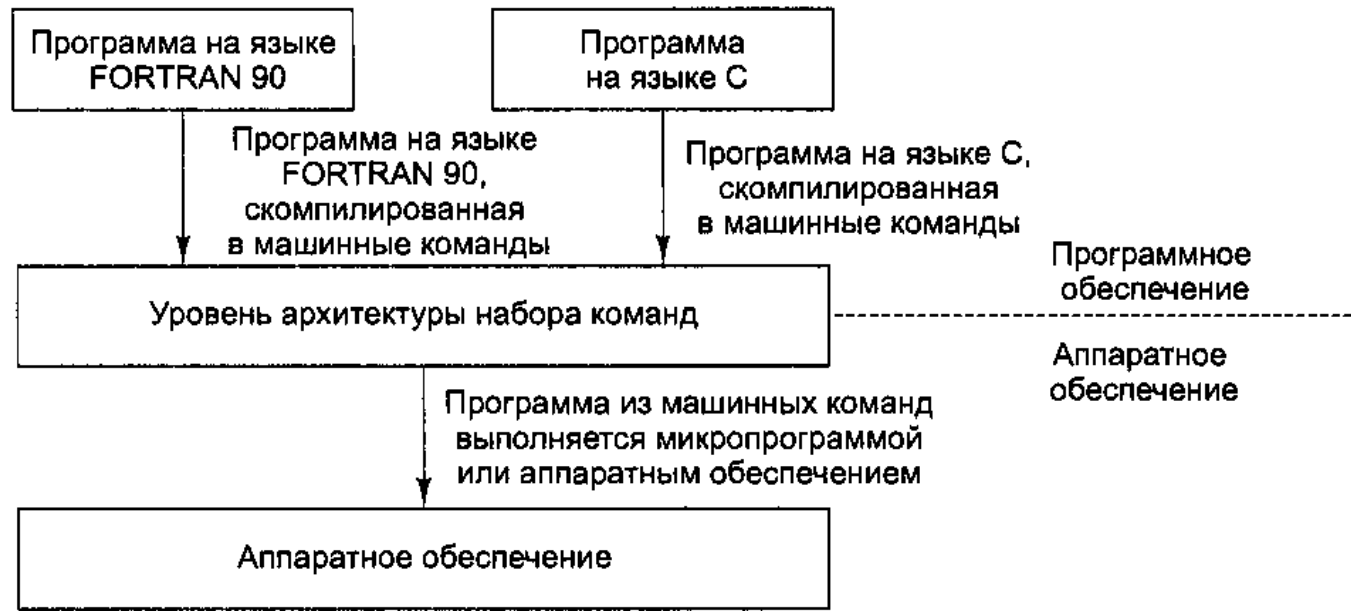 Программа на языке
FORTRAN 90
Программа
на языке C
Программа на языке
FORTRAN 90,
скомпилированная
в машинные команды
Программа на языке C,
скомпилированная
в машинные команды
Уровень архитектуры набора команд
Программное
обеспечение
Аппаратное
обеспечение
Программа из машинных команд
выполняется микропрограммой
или аппаратным обеспечением
Аппаратное обеспечение